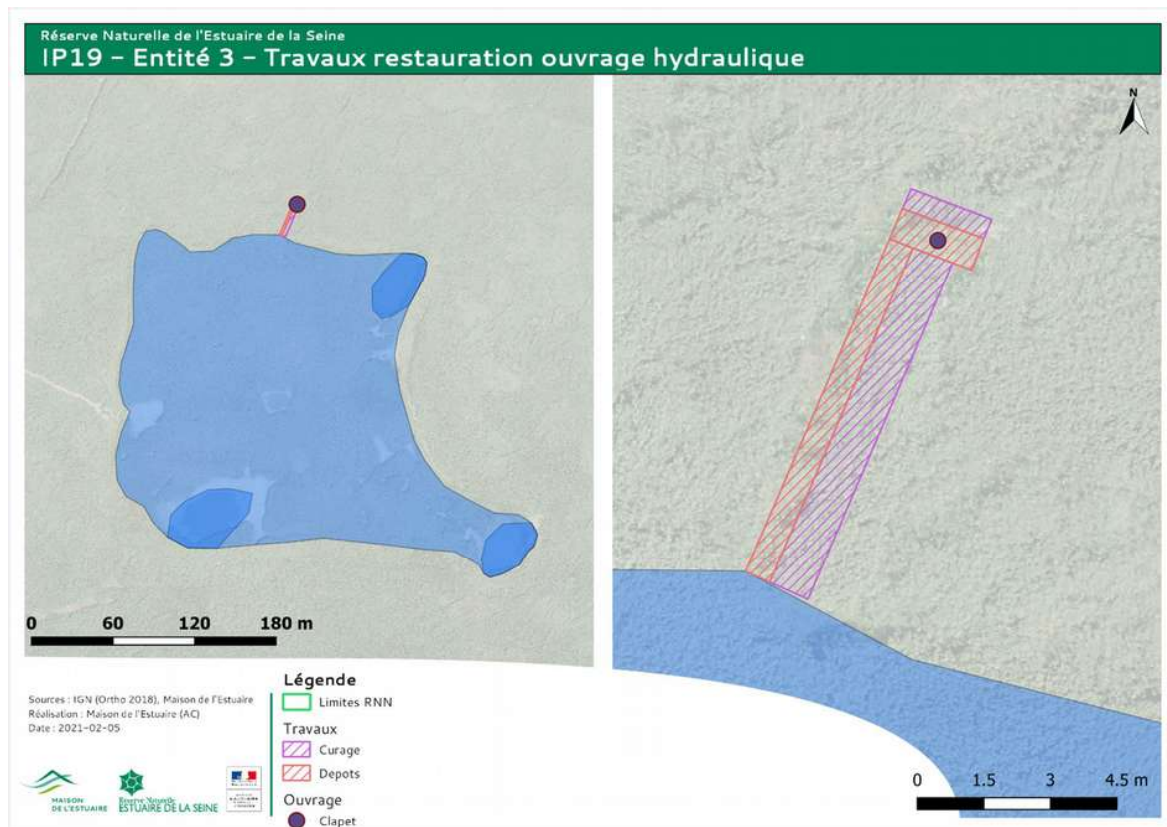 Réserve Naturelle de l'Estuaire de la Seine
IP19 – Entité 3 – Travaux restauration ouvrage hydraulique
N
0 60 120 180 m
0 1.5 3 4.5 m
Sources : IGN (Ortho 2018), Maison de l'Estuaire
Réalisation : Maison de l'Estuaire (AC)
Date : 2021-02-05
MAISON
DE L'ESTUAIRE
Réserve Naturelle
ESTUAIRE DE LA SEINE
Légende
Limites RNN
Travaux
Curage
Depots
Ouvrage
Clapet